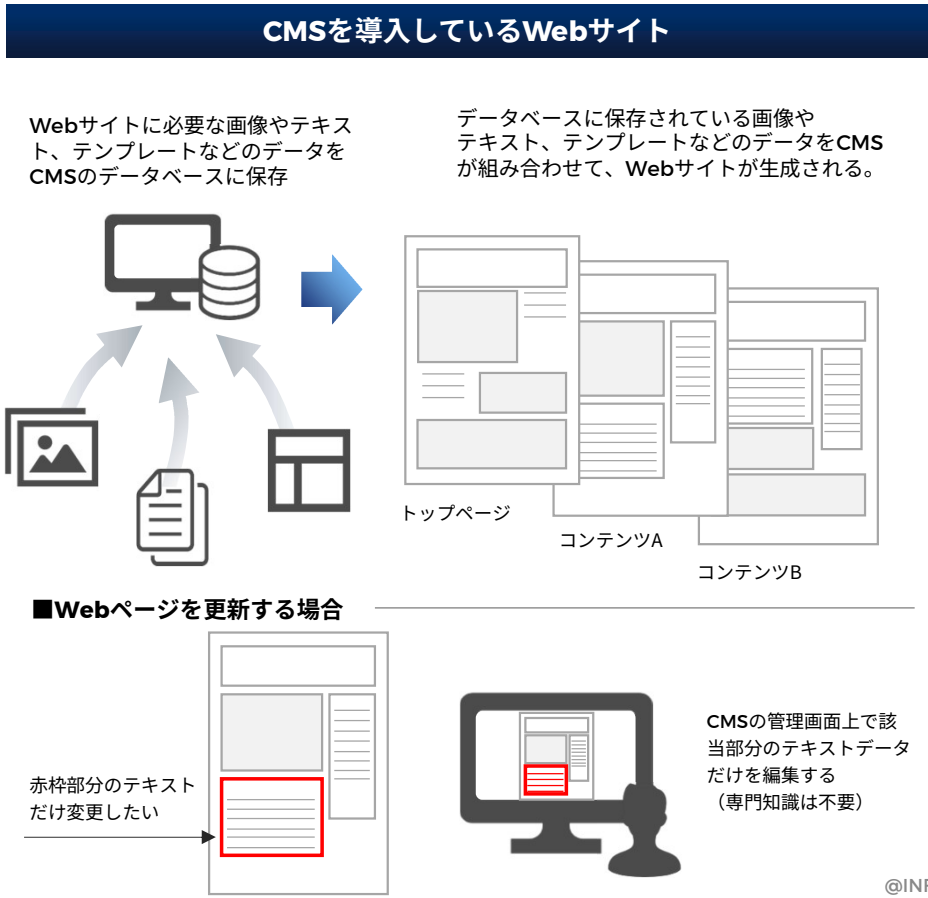 CMSを導入しているWebサイト
Webサイトに必要な画像やテキス
ト、テンプレートなどのデータを
CMSのデータベースに保存
データベースに保存されている画像や
テキスト、テンプレートなどのデータをCMS
が組み合わせて、Webサイトが生成される。
トップページ
コンテンツA
コンテンツB
■Webページを更新する場合
赤枠部分のテキスト
だけ変更したい
CMSの管理画面上で該
当部分のテキストデータ
だけを編集する
（専門知識は不要）